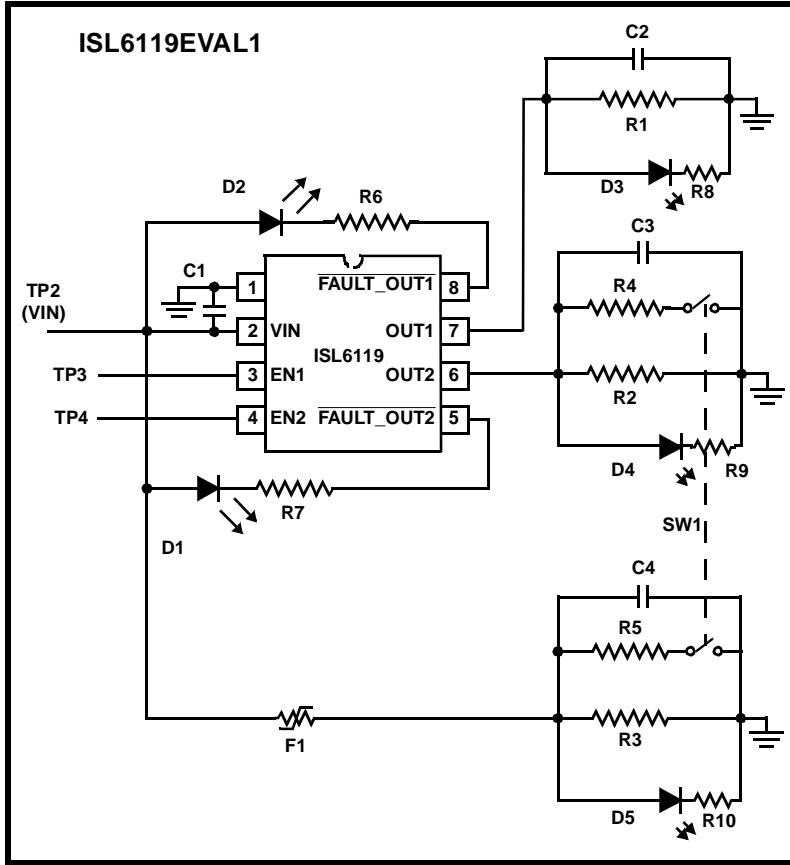 ISL6119EVAL1
C2
R1
D3
R8
D2
R6
C3
R4
C1
TP2
(VIN)
1
FAULT_OUT1
8
2
VIN
OUT1
7
ISL6119
TP3
3
EN1
OUT2
6
R2
TP4
4
EN2
FAULT_OUT2
5
D4
R9
R7
D1
SW1
C4
R5
F1
R3
D5
R10